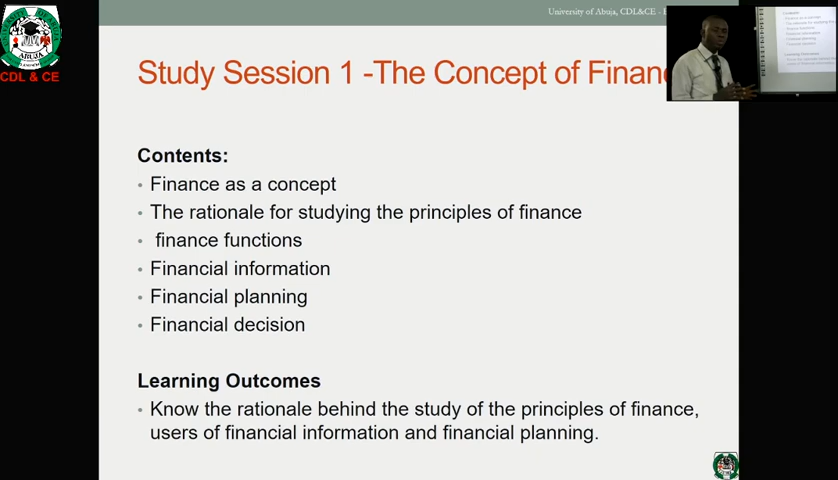 University of Abuja, CDL&CE -
ABUJA
CDL & CE
Study Session 1 -The Concept of Finan
Contents:
• Finance as a concept
• The rationale for studying the principles of finance
• finance functions
• Financial information
• Financial planning
• Financial decision
Learning Outcomes
• Know the rationale behind the study of the principles of finance,
users of financial information and financial planning.